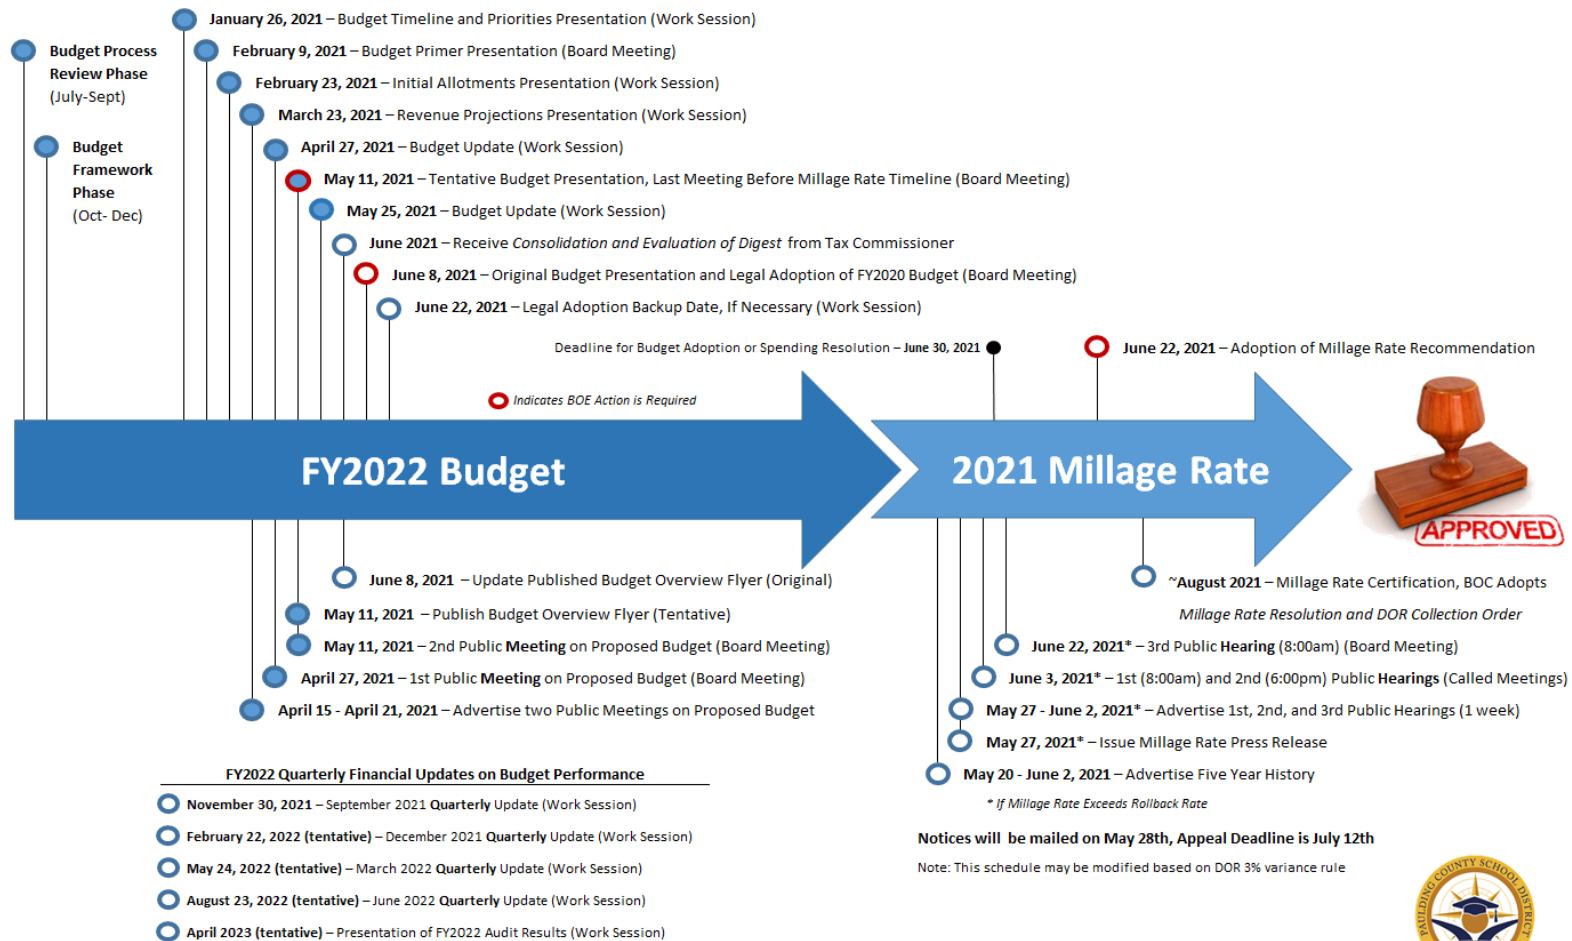 January 26, 2021 – Budget Timeline and Priorities Presentation (Work Session)
Budget Process
Review Phase
(July-Sept)
February 9, 2021 – Budget Primer Presentation (Board Meeting)
February 23, 2021 – Initial Allotments Presentation (Work Session)
March 23, 2021 – Revenue Projections Presentation (Work Session)
Budget
Framework
Phase
(Oct- Dec)
April 27, 2021 – Budget Update (Work Session)
May 11, 2021 – Tentative Budget Presentation, Last Meeting Before Millage Rate Timeline (Board Meeting)
May 25, 2021 – Budget Update (Work Session)
June 2021 – Receive Consolidation and Evaluation of Digest from Tax Commissioner
June 8, 2021 – Original Budget Presentation and Legal Adoption of FY2020 Budget (Board Meeting)
June 22, 2021 – Legal Adoption Backup Date, If Necessary (Work Session)
Deadline for Budget Adoption or Spending Resolution – June 30, 2021
June 22, 2021 – Adoption of Millage Rate Recommendation
Indicates BOE Action is Required
FY2022 Budget
2021 Millage Rate
APPROVED
June 8, 2021 – Update Published Budget Overview Flyer (Original)
May 11, 2021 – Publish Budget Overview Flyer (Tentative)
May 11, 2021 – 2nd Public Meeting on Proposed Budget (Board Meeting)
April 27, 2021 – 1st Public Meeting on Proposed Budget (Board Meeting)
April 15 - April 21, 2021 – Advertise two Public Meetings on Proposed Budget
~August 2021 – Millage Rate Certification, BOC Adopts
Millage Rate Resolution and DOR Collection Order
June 22, 2021* – 3rd Public Hearing (8:00am) (Board Meeting)
June 3, 2021* – 1st (8:00am) and 2nd (6:00pm) Public Hearings (Called Meetings)
May 27 - June 2, 2021* – Advertise 1st, 2nd, and 3rd Public Hearings (1 week)
May 27, 2021* – Issue Millage Rate Press Release
May 20 - June 2, 2021 – Advertise Five Year History
* If Millage Rate Exceeds Rollback Rate
Notices will be mailed on May 28th, Appeal Deadline is July 12th
Note: This schedule may be modified based on DOR 3% variance rule
FY2022 Quarterly Financial Updates on Budget Performance
November 30, 2021 – September 2021 Quarterly Update (Work Session)
February 22, 2022 (tentative) – December 2021 Quarterly Update (Work Session)
May 24, 2022 (tentative) – March 2022 Quarterly Update (Work Session)
August 23, 2022 (tentative) – June 2022 Quarterly Update (Work Session)
April 2023 (tentative) – Presentation of FY2022 Audit Results (Work Session)
PAULDING COUNTY SCHOOL DISTRICT